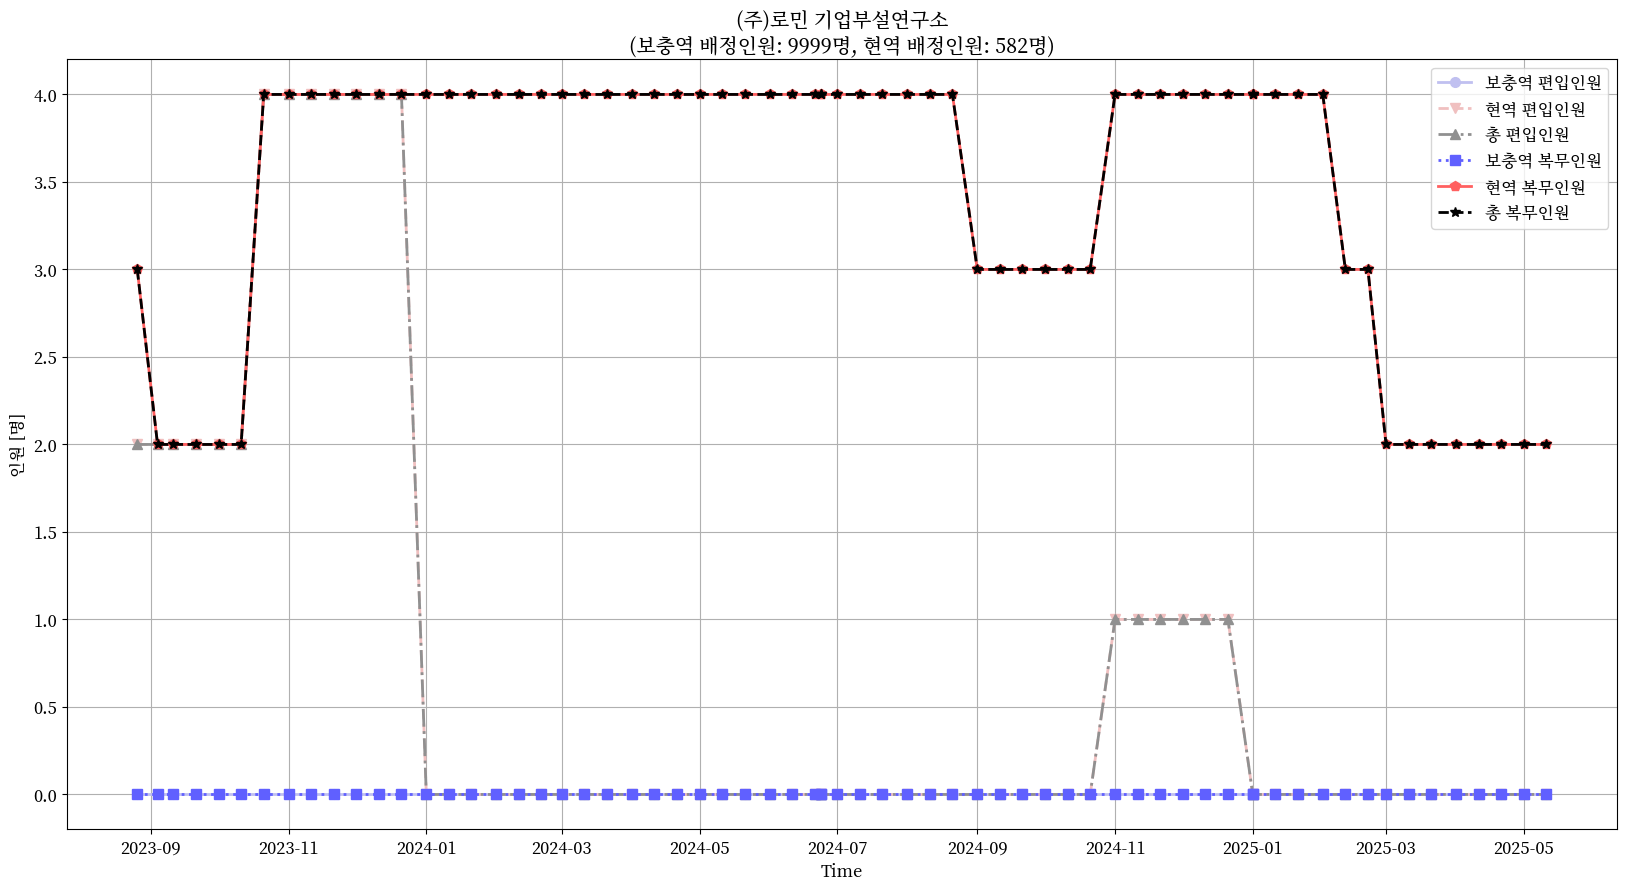 (주)로민 기업부설연구소
(보충역 배정인원: 9999명, 현역 배정인원: 582명)
보충역 편입인원
현역 편입인원
총 편입인원
보충역 복무인원
현역 복무인원
총 복무인원
인원 [명]
4.0
3.5
3.0
2.5
2.0
1.5
1.0
0.5
0.0
2023-09 2023-11 2024-01 2024-03 2024-05 2024-07 2024-09 2024-11 2025-01 2025-03 2025-05
Time